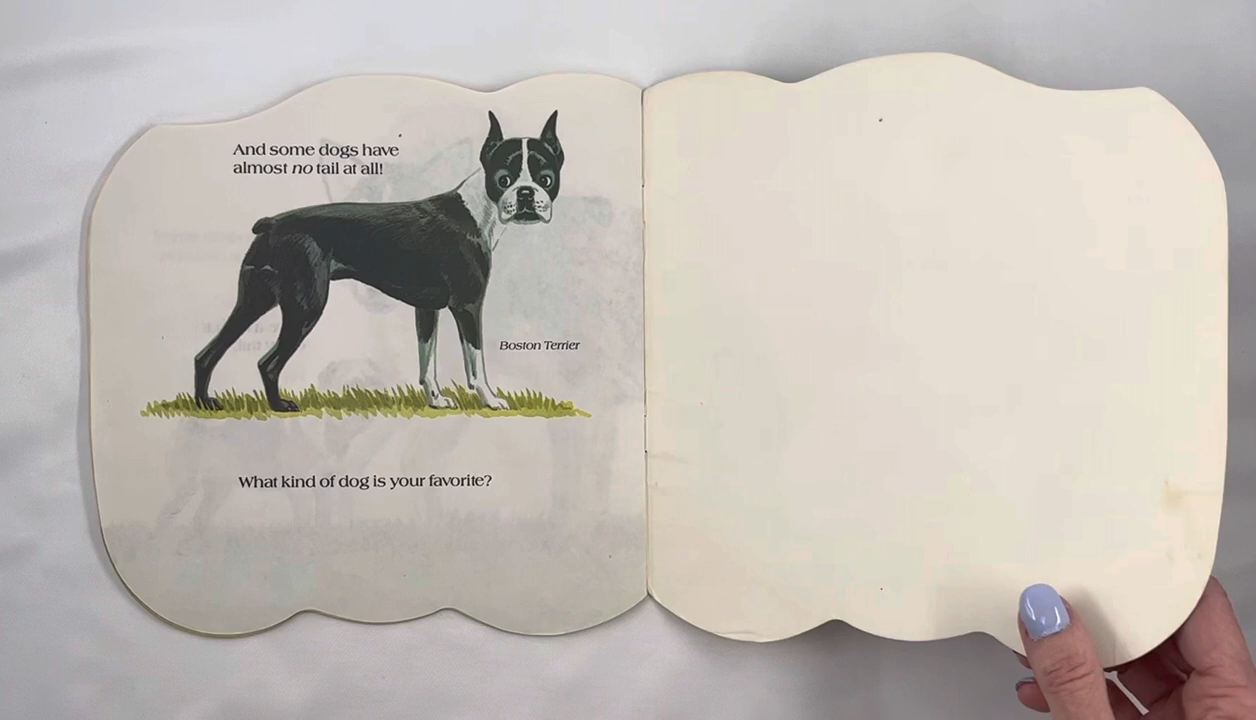 And some dogs have
almost no tail at all!
Boston Terrier
What kind of dog is your favorite?